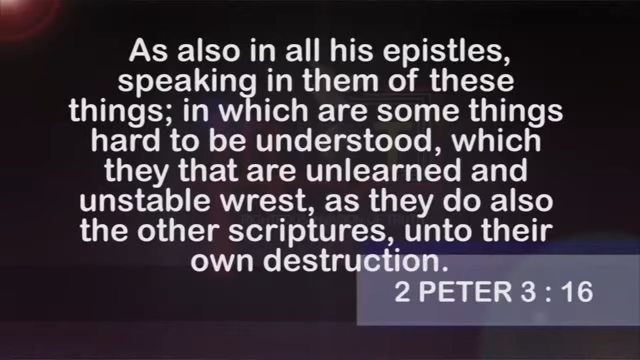 As also in all his epistles,
speaking in them of these
things; in which are some things
hard to be understood, which
they that are unlearned and
unstable wrest, as they do also
the other scriptures, unto their
own destruction.
2 PETER 3 : 16